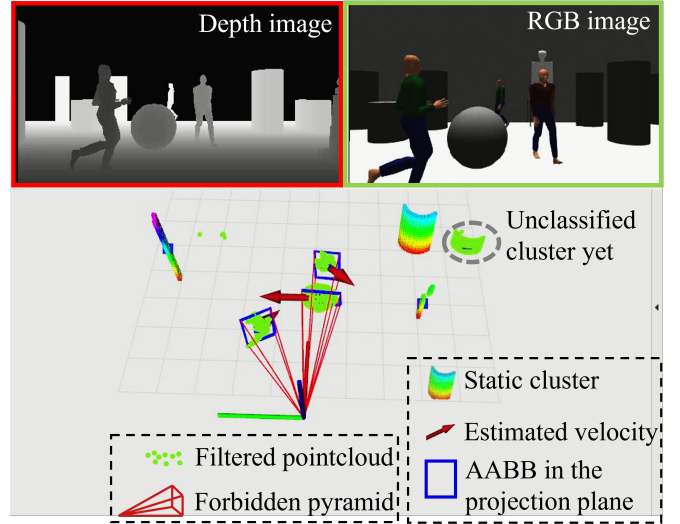 Depth image
RGB image
Unclassified
cluster yet
Static cluster
Estimated velocity
AABB in the
projection plane
Filtered pointcloud
Forbidden pyramid